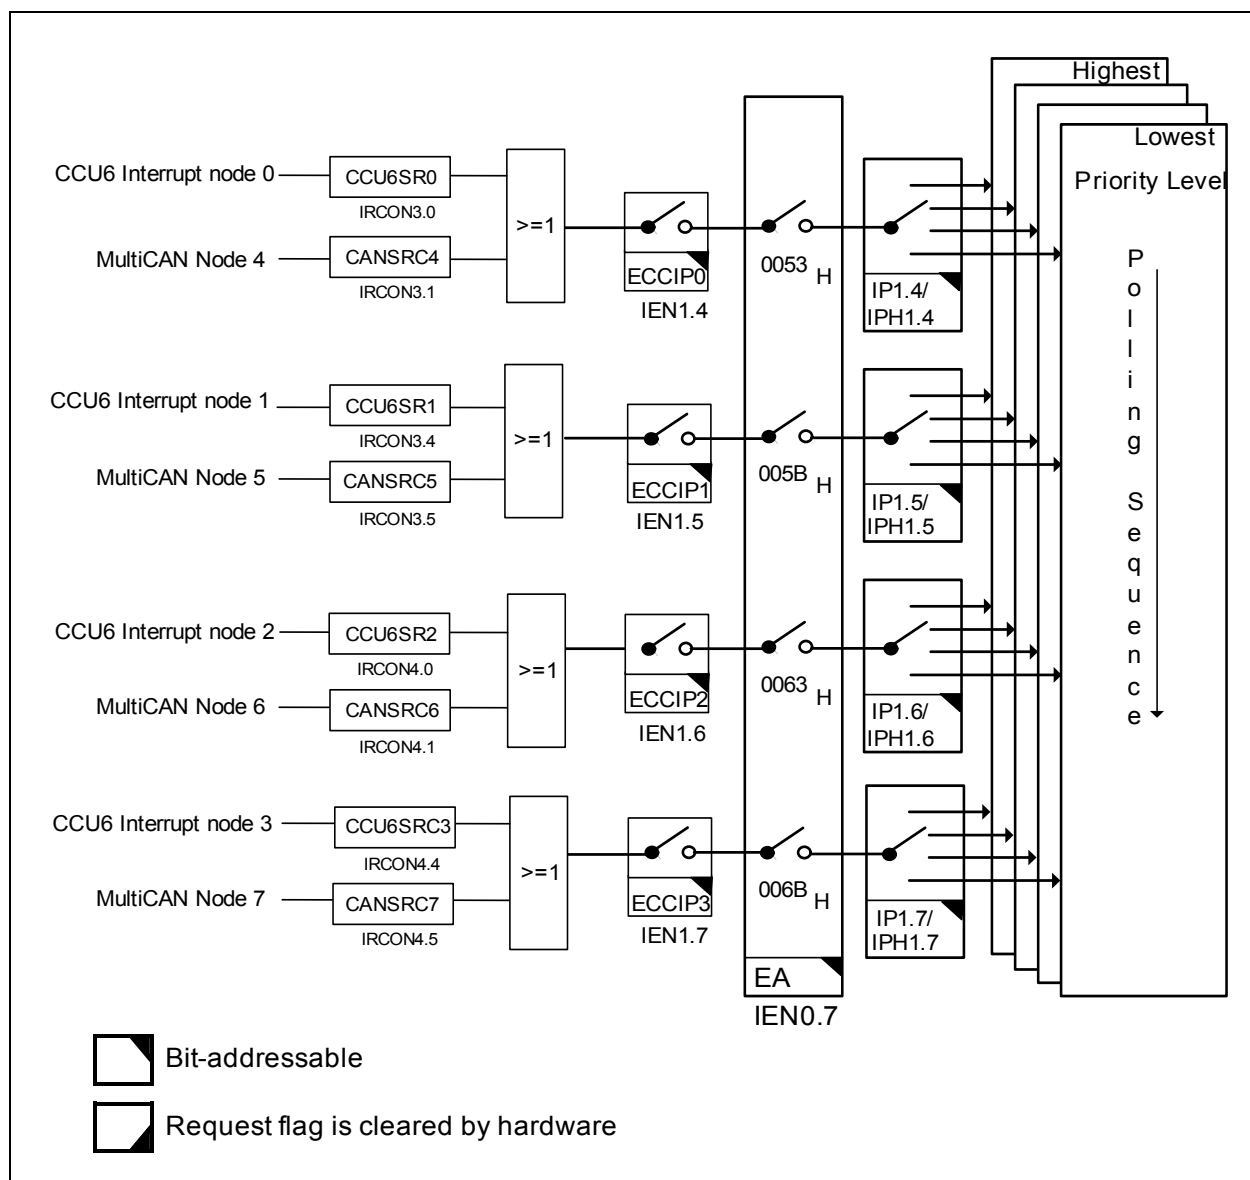 Highest
Lowest
Priority Level
Polling Sequence
CCU6 Interrupt node 0
CCU6SR0
IRCON3.0
MultiCAN Node 4
CANSRC4
IRCON3.1
>=1
ECCIP0
IEN1.4
0053 H
IP1.4/
IPH1.4
CCU6 Interrupt node 1
CCU6SR1
IRCON3.4
MultiCAN Node 5
CANSRC5
IRCON3.5
>=1
ECCIP1
IEN1.5
005B H
IP1.5/
IPH1.5
CCU6 Interrupt node 2
CCU6SR2
IRCON4.0
MultiCAN Node 6
CANSRC6
IRCON4.1
>=1
ECCIP2
IEN1.6
0063 H
IP1.6/
IPH1.6
CCU6 Interrupt node 3
CCU6SRC3
IRCON4.4
MultiCAN Node 7
CANSRC7
IRCON4.5
>=1
ECCIP3
IEN1.7
006B H
IP1.7/
IPH1.7
EA
IEN0.7
Bit-addressable
Request flag is cleared by hardware